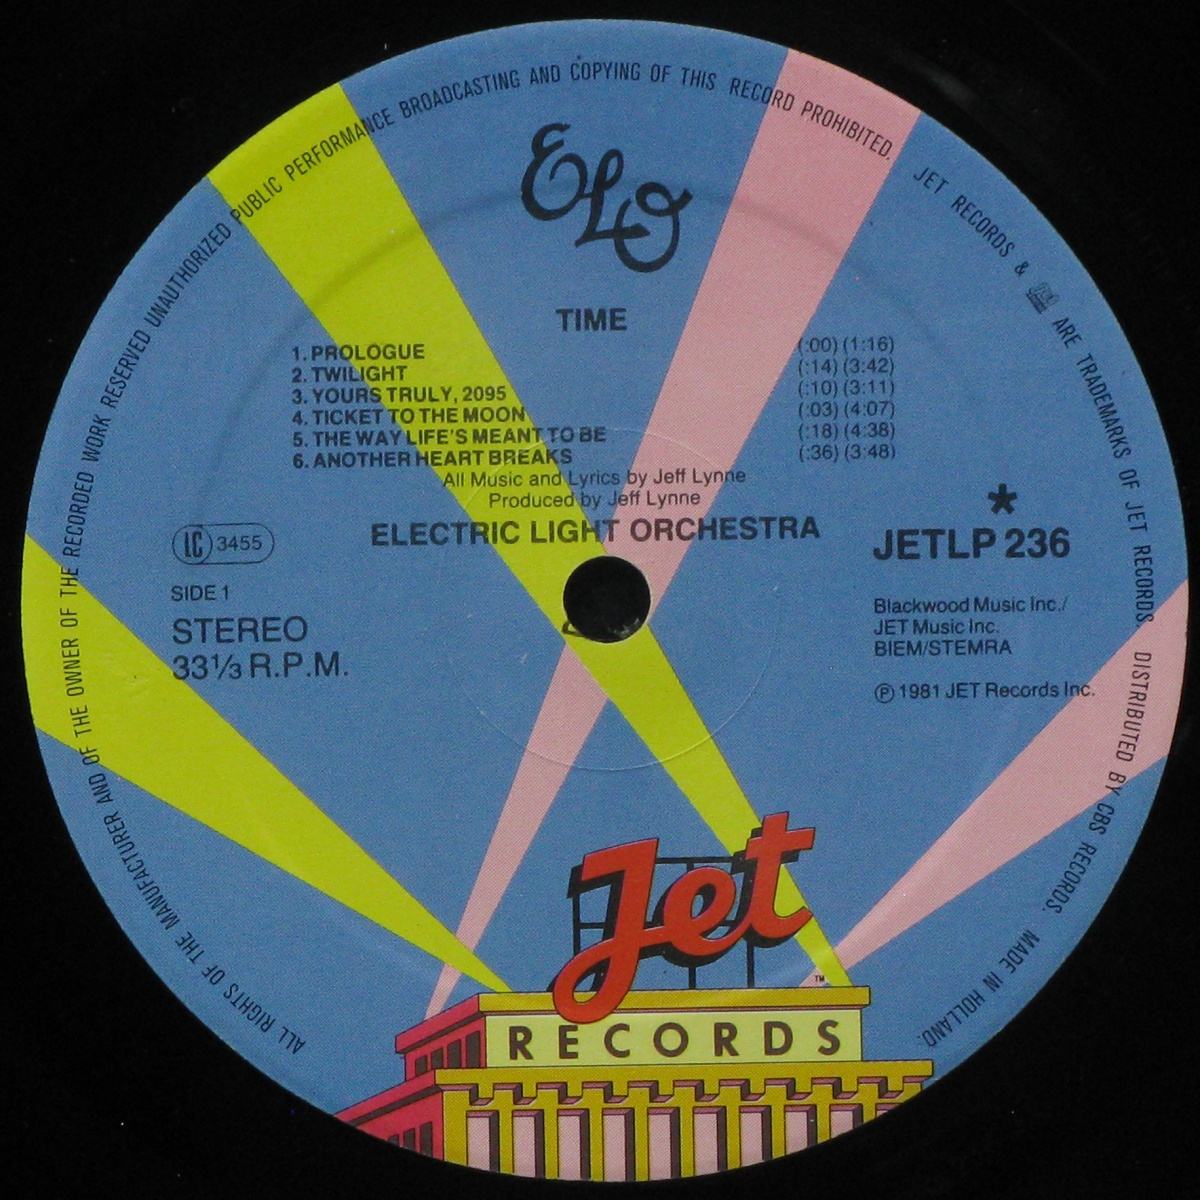 ALL RIGHTS OF THE MANUFACTURER AND OF THE OWNER OF THE RECORDED WORK RESERVED UNAUTHORIZED PUBLIC PERFORMANCE BROADCASTING AND COPYING OF THIS RECORD PROHIBITED. JET RECORDS & Jet ARE TRADEMARKS OF JET RECORDS. DISTRIBUTED BY CBS RECORDS. MADE IN HOLLAND.
ELO
TIME
1. PROLOGUE (:00) (1:16)
2. TWILIGHT (:14) (3:42)
3. YOURS TRULY, 2095 (:10) (3:11)
4. TICKET TO THE MOON (:03) (4:07)
5. THE WAY LIFE'S MEANT TO BE (:18) (4:38)
6. ANOTHER HEART BREAKS (:36) (3:48)
All Music and Lyrics by Jeff Lynne
Produced by Jeff Lynne
ELECTRIC LIGHT ORCHESTRA
LC 3455
SIDE 1
STEREO
33⅓ R.P.M.
*
JETLP 236
Blackwood Music Inc./
JET Music Inc.
BIEM/STEMRA
℗ 1981 JET Records Inc.
Jet
TM
RECORDS